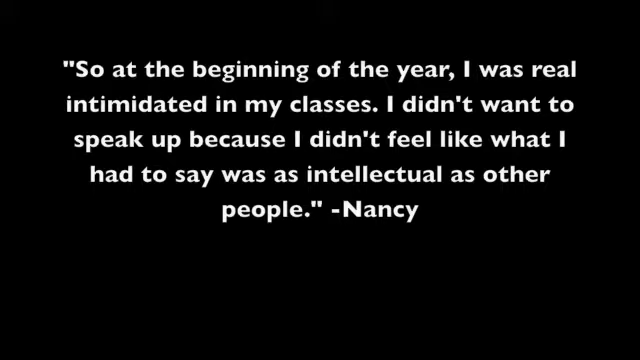 "So at the beginning of the year, I was real
intimidated in my classes. I didn't want to
speak up because I didn't feel like what I
had to say was as intellectual as other
people." -Nancy